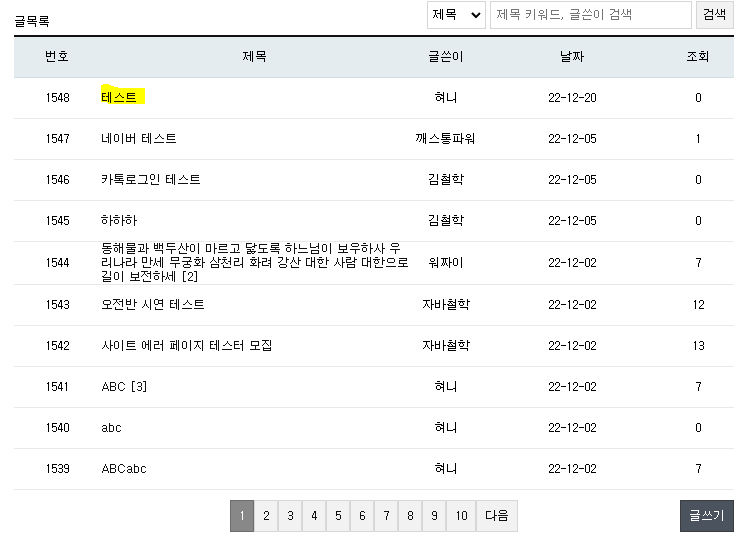 글목록 제목 제목 키워드, 글쓴이 검색 검색
번호 제목 글쓴이 날짜 조회
1548 테스트 혀니 22-12-20 0
1547 네이버 테스트 깨스통파워 22-12-05 1
1546 카톡로그인 테스트 김철학 22-12-05 0
1545 하하하 김철학 22-12-05 0
동해물과 백두산이 마르고 닳도록 하느님이 보우하사 우
1544 리나라 만세 무궁화 삼천리 화려 강산 대한 사람 대한으로 워짜이 22-12-02 7
길이 보전하세 [2]
1543 오전반 시연 테스트 자바철학 22-12-02 12
1542 사이트 에러 페이지 테스터 모집 자바철학 22-12-02 13
1541 ABC [3] 혀니 22-12-02 7
1540 abc 혀니 22-12-02 0
1539 ABCabc 혀니 22-12-02 7
1 2 3 4 5 6 7 8 9 10 다음 글쓰기